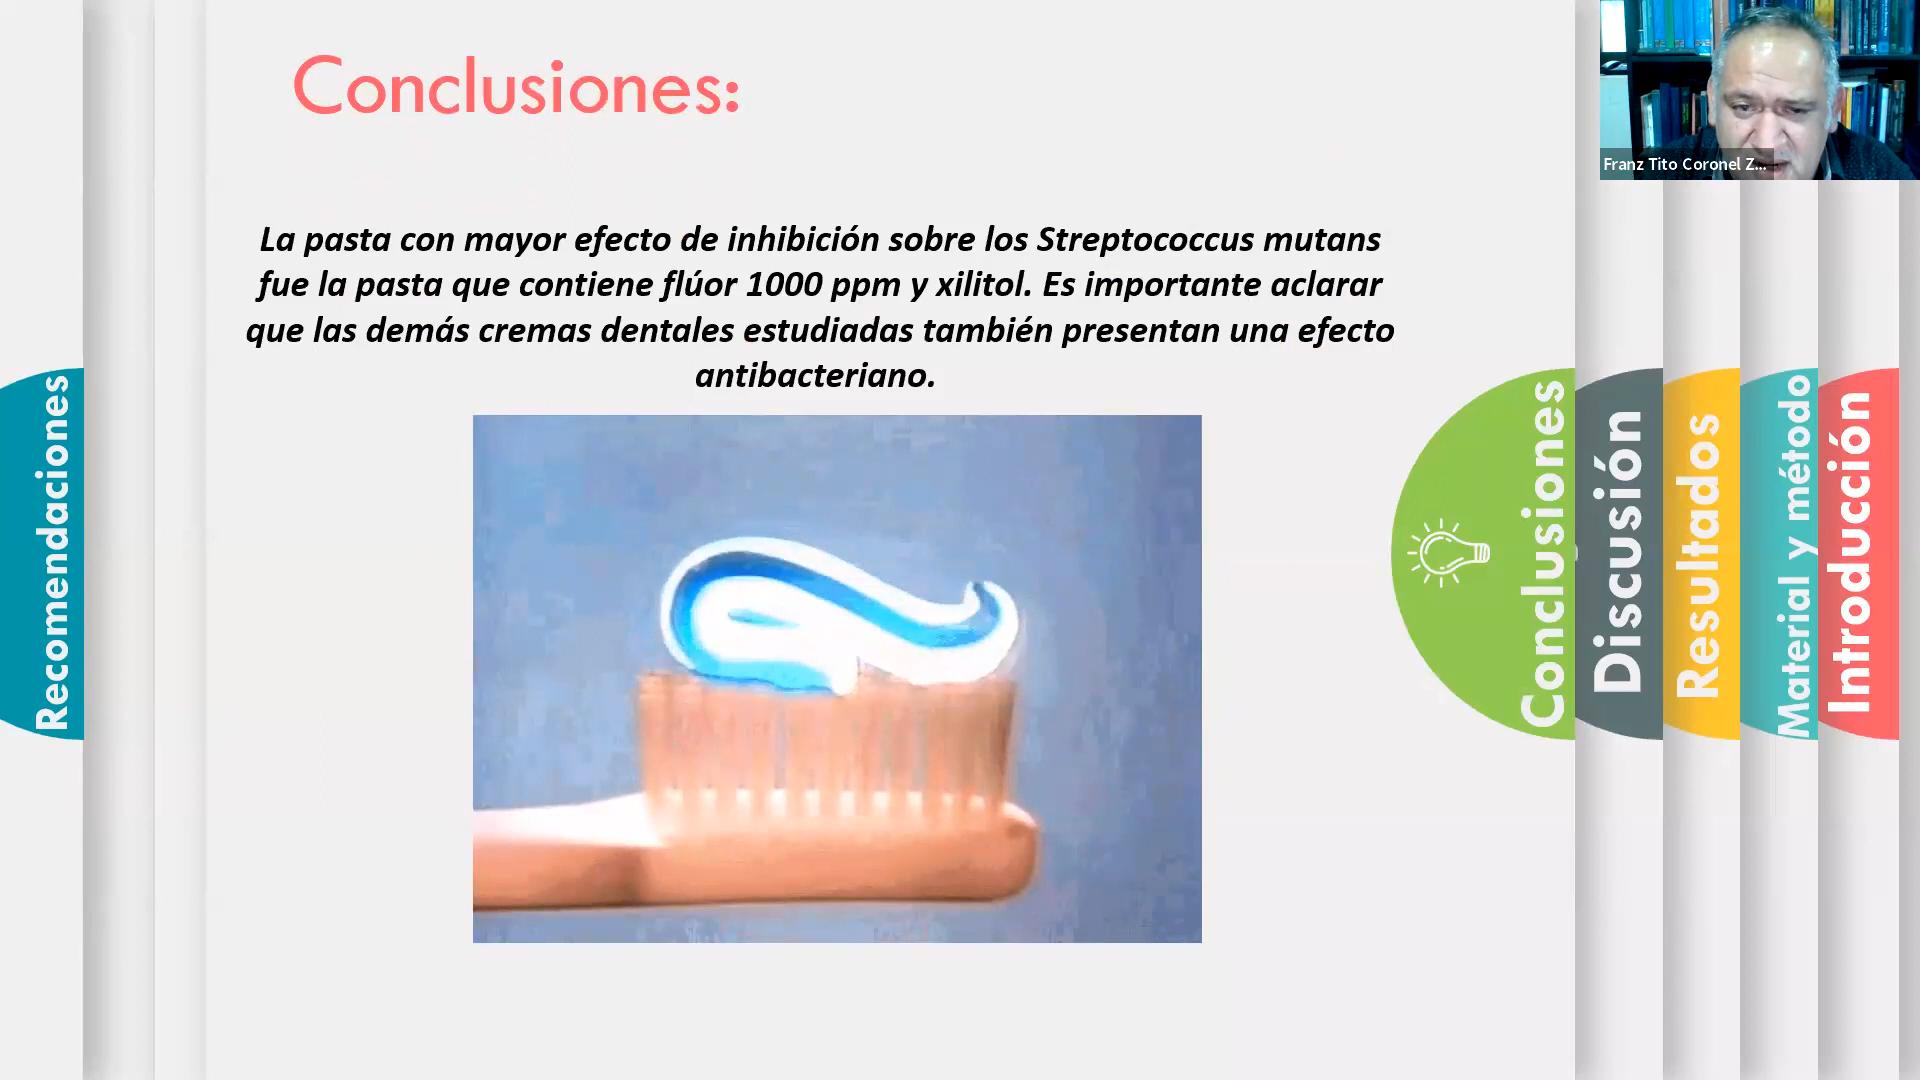 Conclusiones:
Franz Tito Coronel Z...
La pasta con mayor efecto de inhibición sobre los Streptococcus mutans
fue la pasta que contiene flúor 1000 ppm y xilitol. Es importante aclarar
que las demás cremas dentales estudiadas también presentan una efecto
antibacteriano.
Recomendaciones
Conclusiones
Discusión
Resultados
Material y método
Introducción